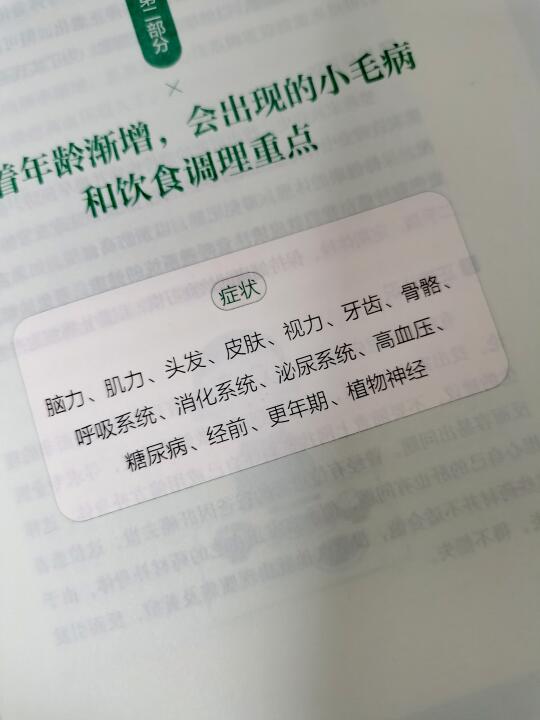 第二部分
着年龄渐增，会出现的小毛病
和饮食调理重点
症状
脑力、肌力、头发、皮肤、视力、牙齿、骨骼、
呼吸系统、消化系统、泌尿系统、高血压、
糖尿病、经前、更年期、植物神经